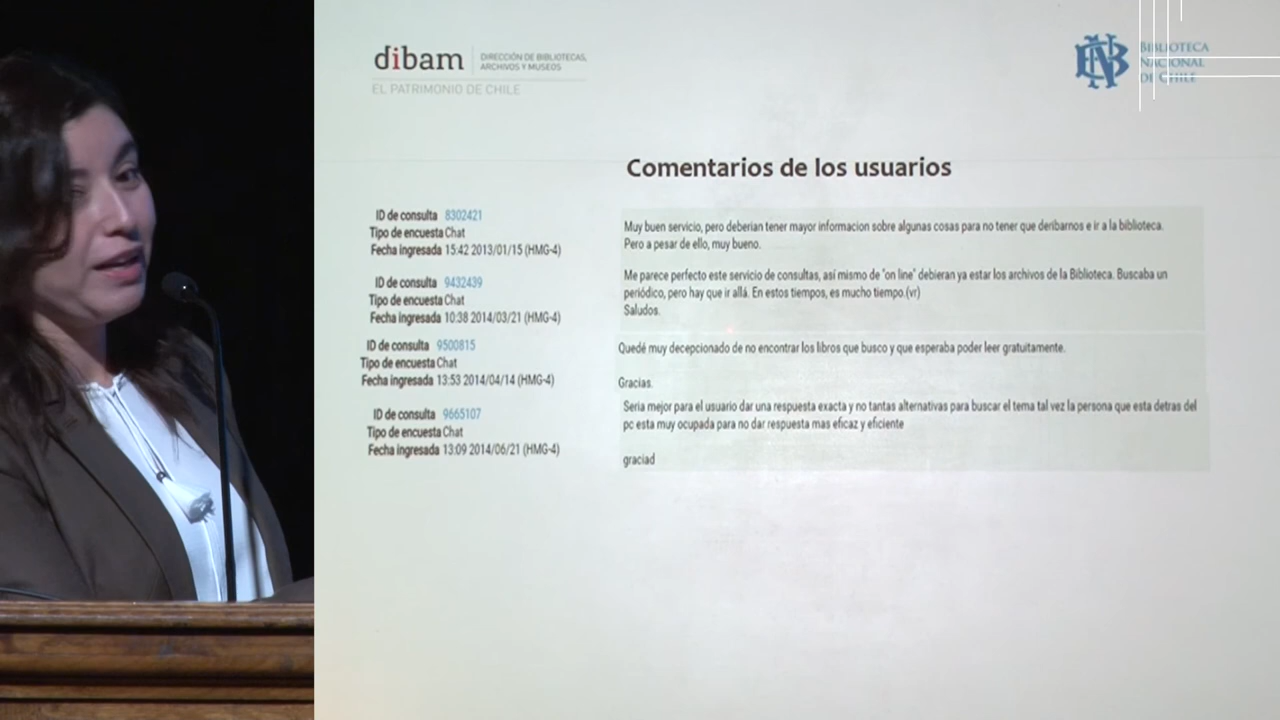 dibam
DIRECCIÓN DE BIBLIOTECAS,
ARCHIVOS Y MUSEOS
EL PATRIMONIO DE CHILE
BIBLIOTECA
NACIONAL
DE CHILE
Comentarios de los usuarios
ID de consulta 8302421
Tipo de encuesta Chat
Fecha ingresada 15:42 2013/01/15 (HMG-4)
Muy buen servicio, pero deberian tener mayor informacion sobre algunas cosas para no tener que deribarnos e ir a la biblioteca.
Pero a pesar de ello, muy bueno.
ID de consulta 9432439
Tipo de encuesta Chat
Fecha ingresada 10:38 2014/03/21 (HMG-4)
Me parece perfecto este servicio de consultas, así mismo de "on line" debieran ya estar los archivos de la Biblioteca. Buscaba un
periódico, pero hay que ir allá. En estos tiempos, es mucho tiempo.(vr)
Saludos.
ID de consulta 9500815
Tipo de encuesta Chat
Fecha ingresada 13:53 2014/04/14 (HMG-4)
Quedé muy decepcionado de no encontrar los libros que busco y que esperaba poder leer gratuitamente.
Gracias.
ID de consulta 9665107
Tipo de encuesta Chat
Fecha ingresada 13:09 2014/06/21 (HMG-4)
Seria mejor para el usuario dar una respuesta exacta y no tantas alternativas para buscar el tema tal vez la persona que esta detras del
pc esta muy ocupada para no dar respuesta mas eficaz y eficiente
graciad